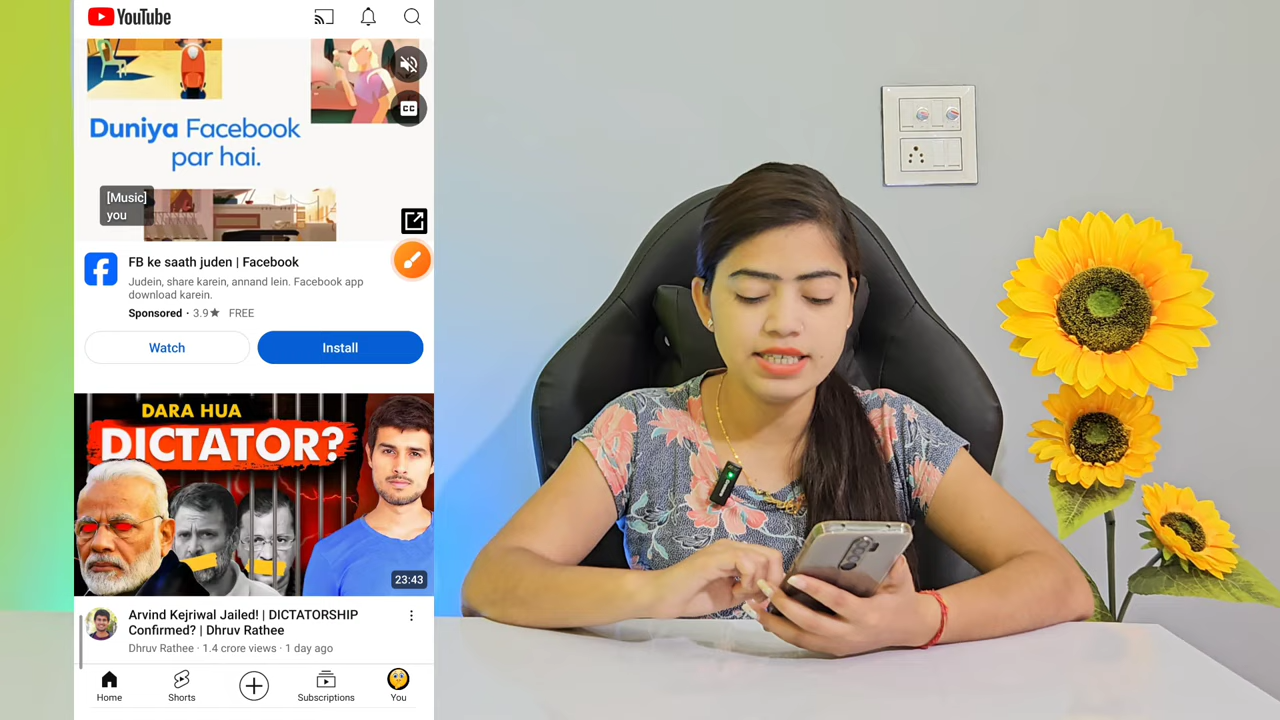 YouTube
Duniya Facebook
par hai.
CC
[Music]
you
FB ke saath juden | Facebook
Judein, share karein, annand lein. Facebook app
download karein.
Sponsored · 3.9★ FREE
Watch
Install
DARA HUA
DICTATOR?
23:43
Arvind Kejriwal Jailed! | DICTATORSHIP
Confirmed? | Dhruv Rathee
Dhruv Rathee · 1.4 crore views · 1 day ago
Home
Shorts
Subscriptions
You